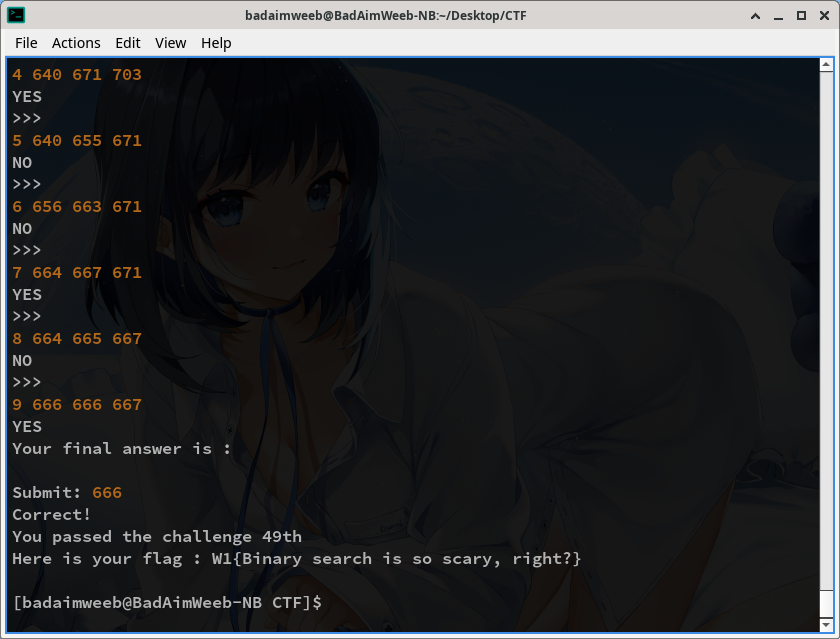 badaimweeb@BadAimWeeb-NB:~/Desktop/CTF
File Actions Edit View Help
4 640 671 703
YES
>>>
5 640 655 671
NO
>>>
6 656 663 671
NO
>>>
7 664 667 671
YES
>>>
8 664 665 667
NO
>>>
9 666 666 667
YES
Your final answer is :
Submit: 666
Correct!
You passed the challenge 49th
Here is your flag : W1{Binary search is so scary, right?}
[badaimweeb@BadAimWeeb-NB CTF]$